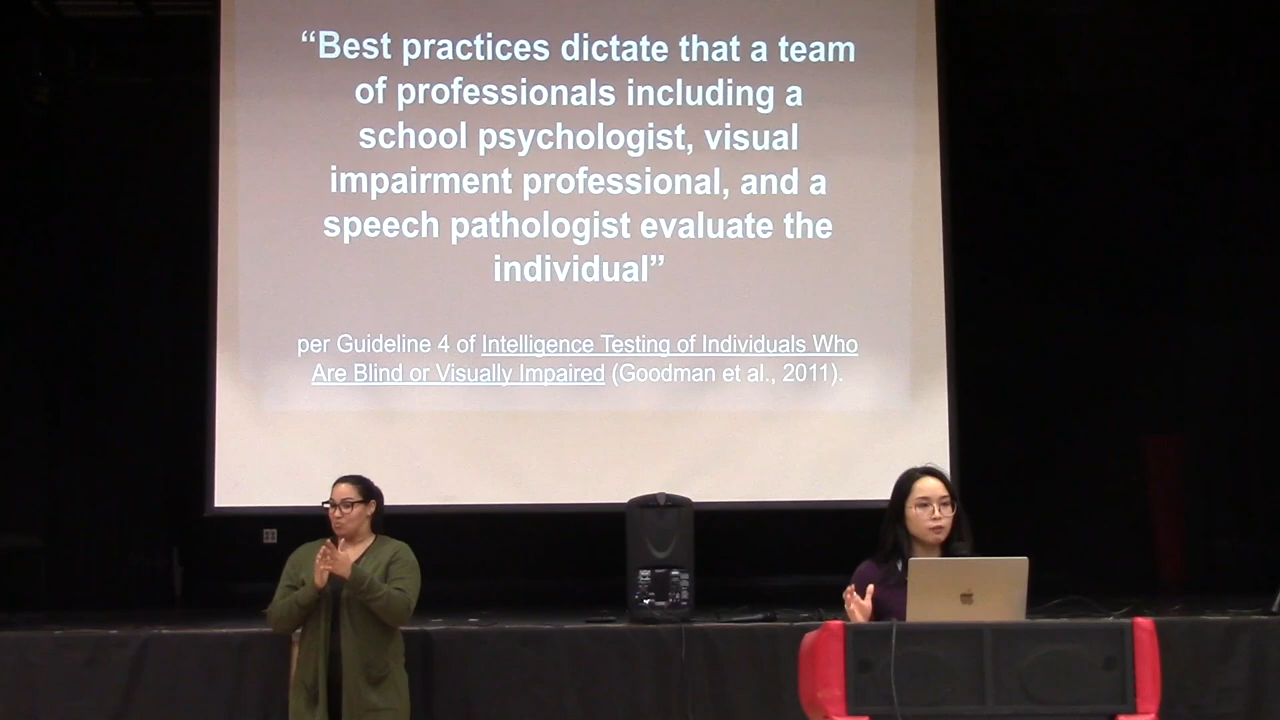 “Best practices dictate that a team
of professionals including a
school psychologist, visual
impairment professional, and a
speech pathologist evaluate the
individual”
per Guideline 4 of Intelligence Testing of Individuals Who
Are Blind or Visually Impaired (Goodman et al., 2011).